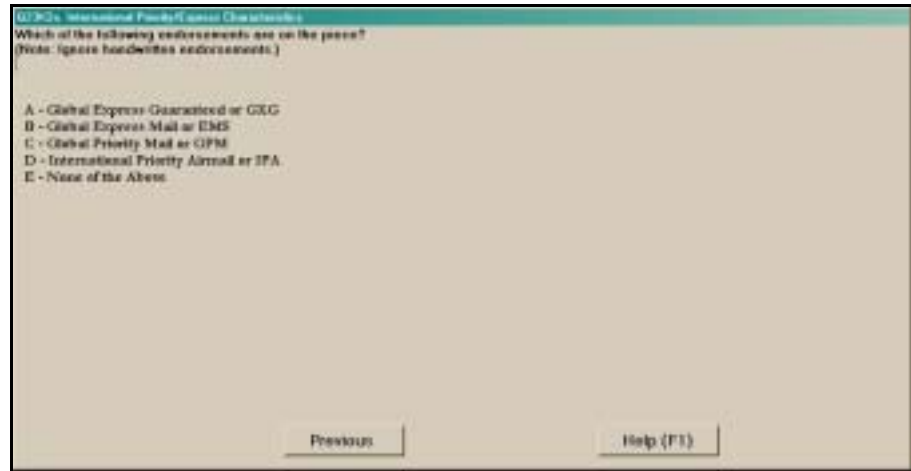 Q23K2a. International Priority/Express Characteristics
Which of the following endorsements are on the piece?
(Note: Ignore handwritten endorsements.)
A - Global Express Guaranteed or GXG
B - Global Express Mail or EMS
C - Global Priority Mail or GPM
D - International Priority Airmail or IPA
E - None of the Above
Previous
Help (F1)